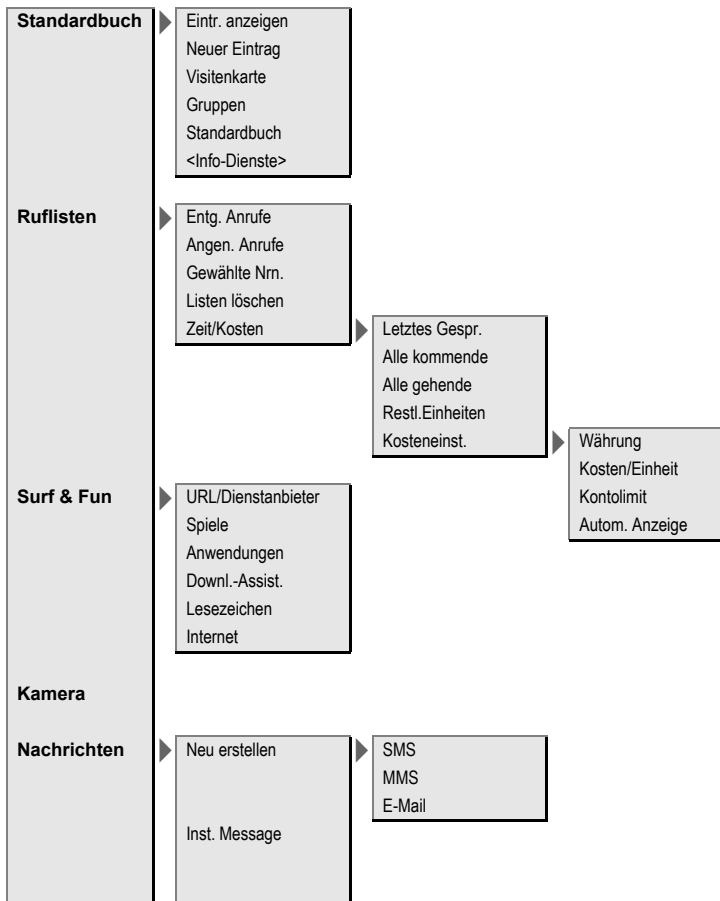 Standardbuch
Eintr. anzeigen
Neuer Eintrag
Visitenkarte
Gruppen
Standardbuch
<Info-Dienste>
Ruflisten
Entg. Anrufe
Angen. Anrufe
Gewählte Nrn.
Listen löschen
Zeit/Kosten
Letztes Gespr.
Alle kommende
Alle gehende
Restl.Einheiten
Kosteneinst.
Währung
Kosten/Einheit
Kontolimit
Autom. Anzeige
Surf & Fun
URL/Dienstanbieter
Spiele
Anwendungen
Downl.-Assist.
Lesezeichen
Internet
Kamera
Nachrichten
Neu erstellen
SMS
MMS
E-Mail
Inst. Message